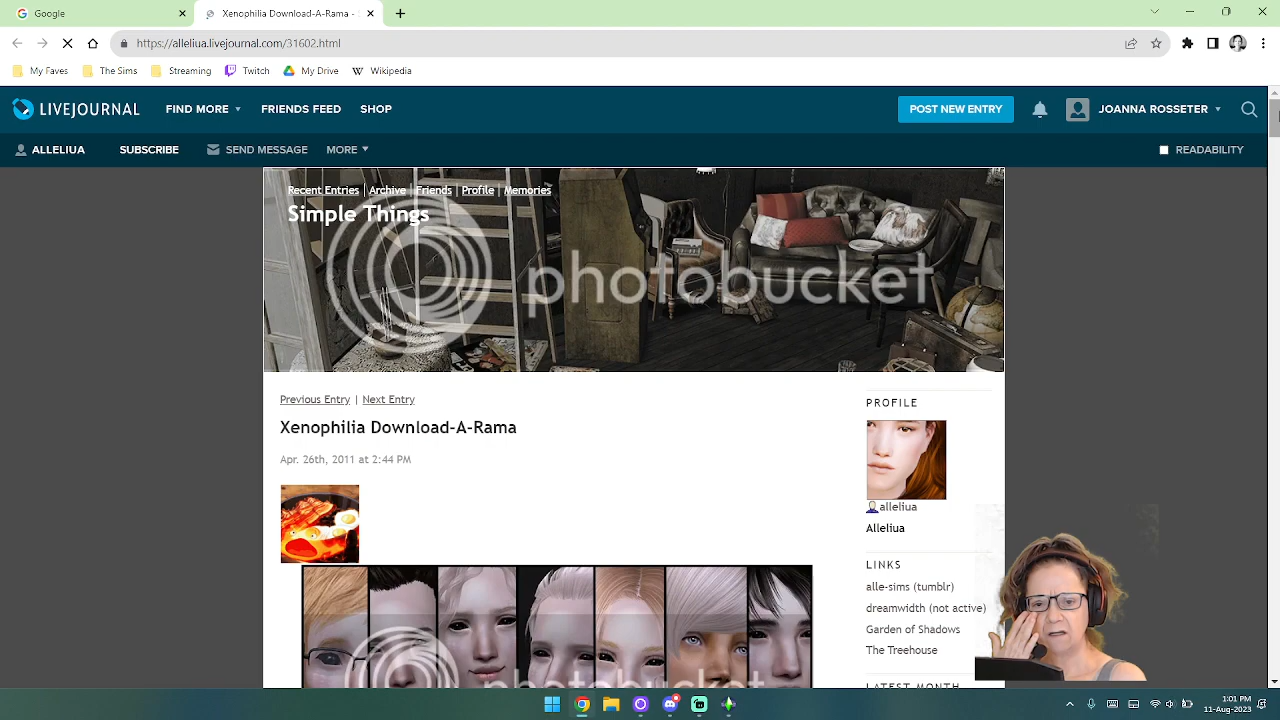 Google
Xenophilia Download-A-Rama -
https://alleliua.livejournal.com/31602.html
My Faves
The Sims
Streaming
Twitch
My Drive
Wikipedia
LIVEJOURNAL
FIND MORE
FRIENDS FEED
SHOP
POST NEW ENTRY
JOANNA ROSSETER
ALLELIUA
SUBSCRIBE
SEND MESSAGE
MORE
READABILITY
Recent Entries | Archive | Friends | Profile | Memories
Simple Things
photobucket
Previous Entry | Next Entry
Xenophilia Download-A-Rama
Apr. 26th, 2011 at 2:44 PM
photobucket
PROFILE
alleliua
Alleliua
LINKS
alle-sims (tumblr)
dreamwidth (not active)
Garden of Shadows
The Treehouse
LATEST MONTH
1:01 PM
11-Aug-2023